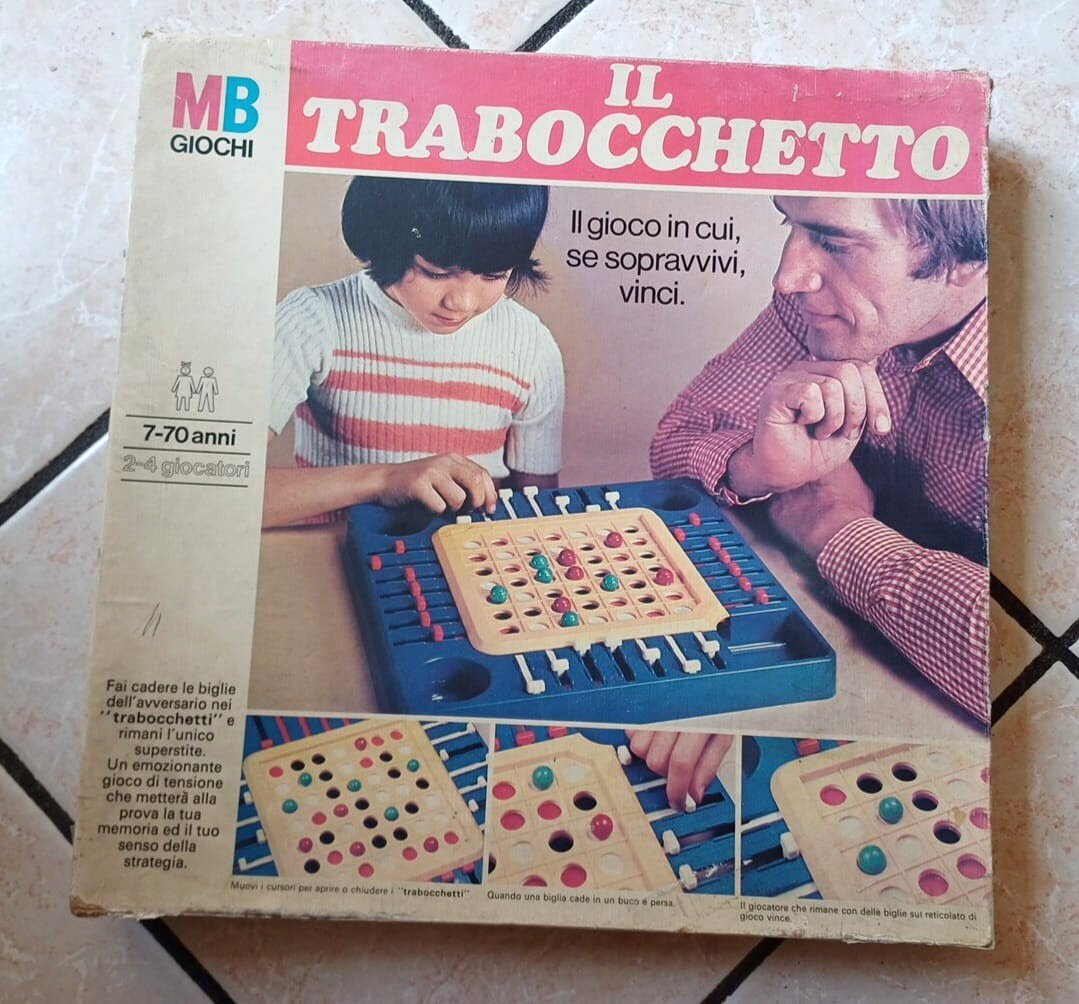 MB
GIOCHI
IL
TRABOCCHETTO
Il gioco in cui,
se sopravvivi,
vinci.
7-70 anni
2-4 giocatori
Fai cadere le biglie
dell'avversario nei
"trabocchetti" e
rimani l'unico
superstite.
Un emozionante
gioco di tensione
che metterà alla
prova la tua
memoria ed il tuo
senso della
strategia.
Muovi i cursori per aprire o chiudere i "trabocchetti"
Quando una biglia cade in un buco é persa.
Il giocatore che rimane con delle biglie sul reticolato di
gioco vince.